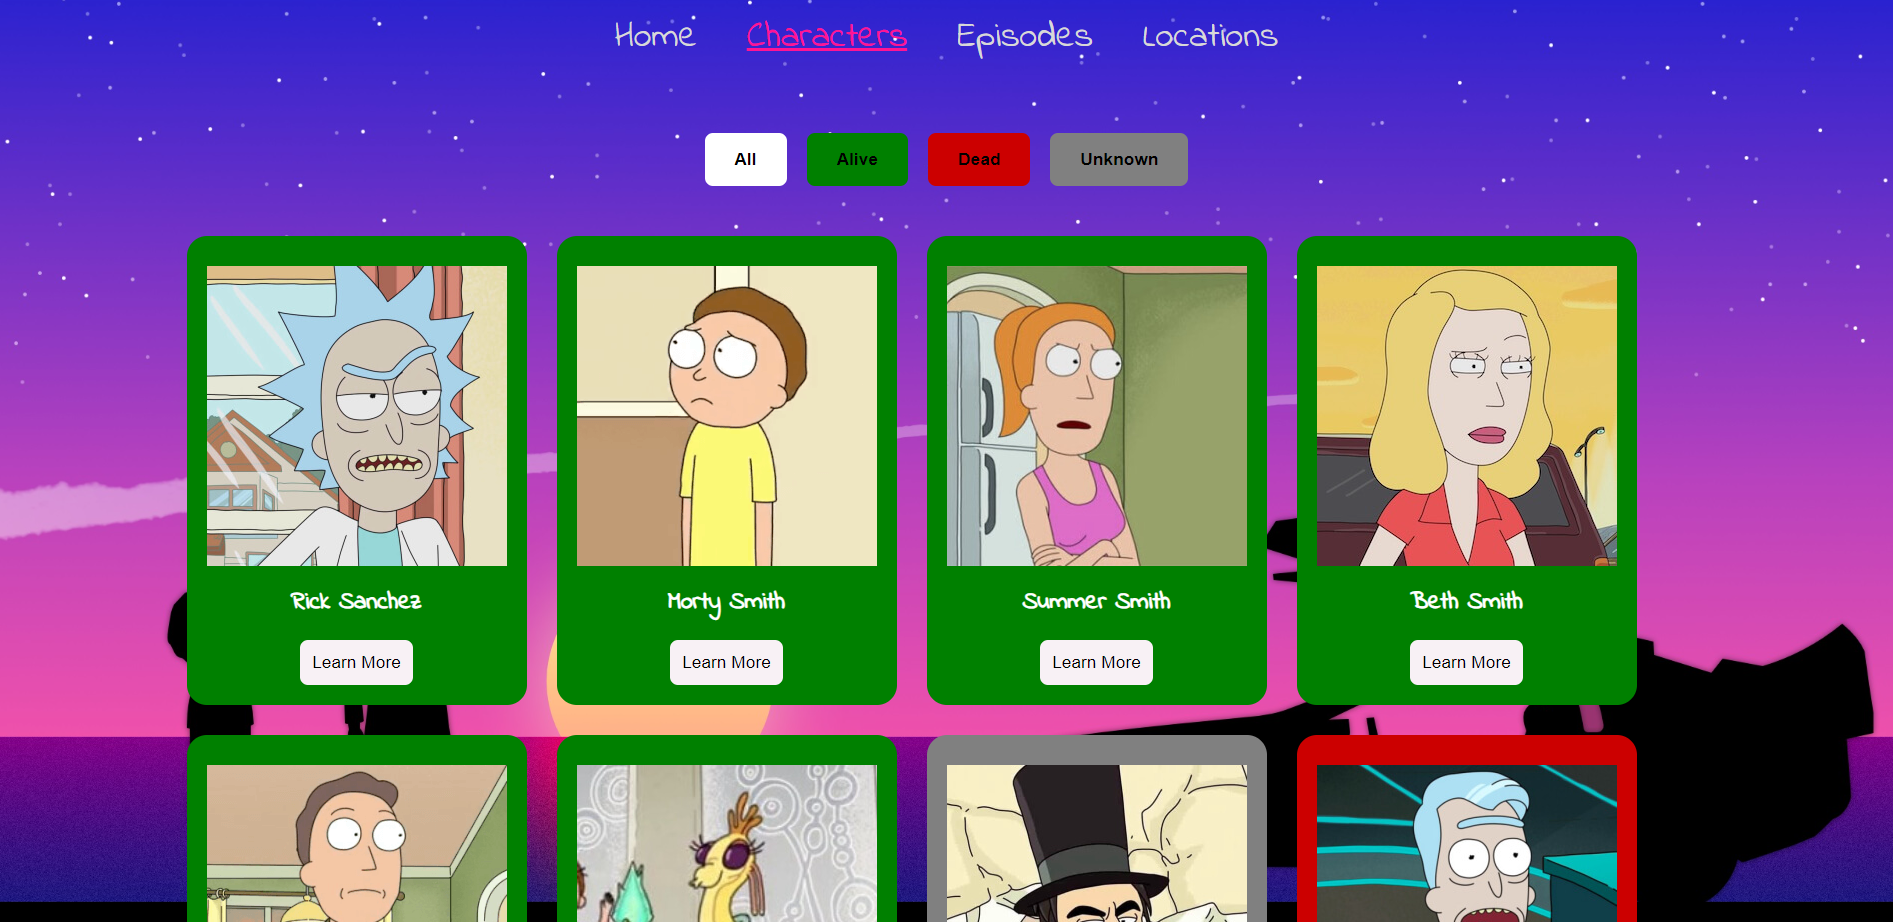 Home Characters Episodes Locations
All Alive Dead Unknown
Rick Sanchez Morty Smith Summer Smith Beth Smith
Learn More Learn More Learn More Learn More